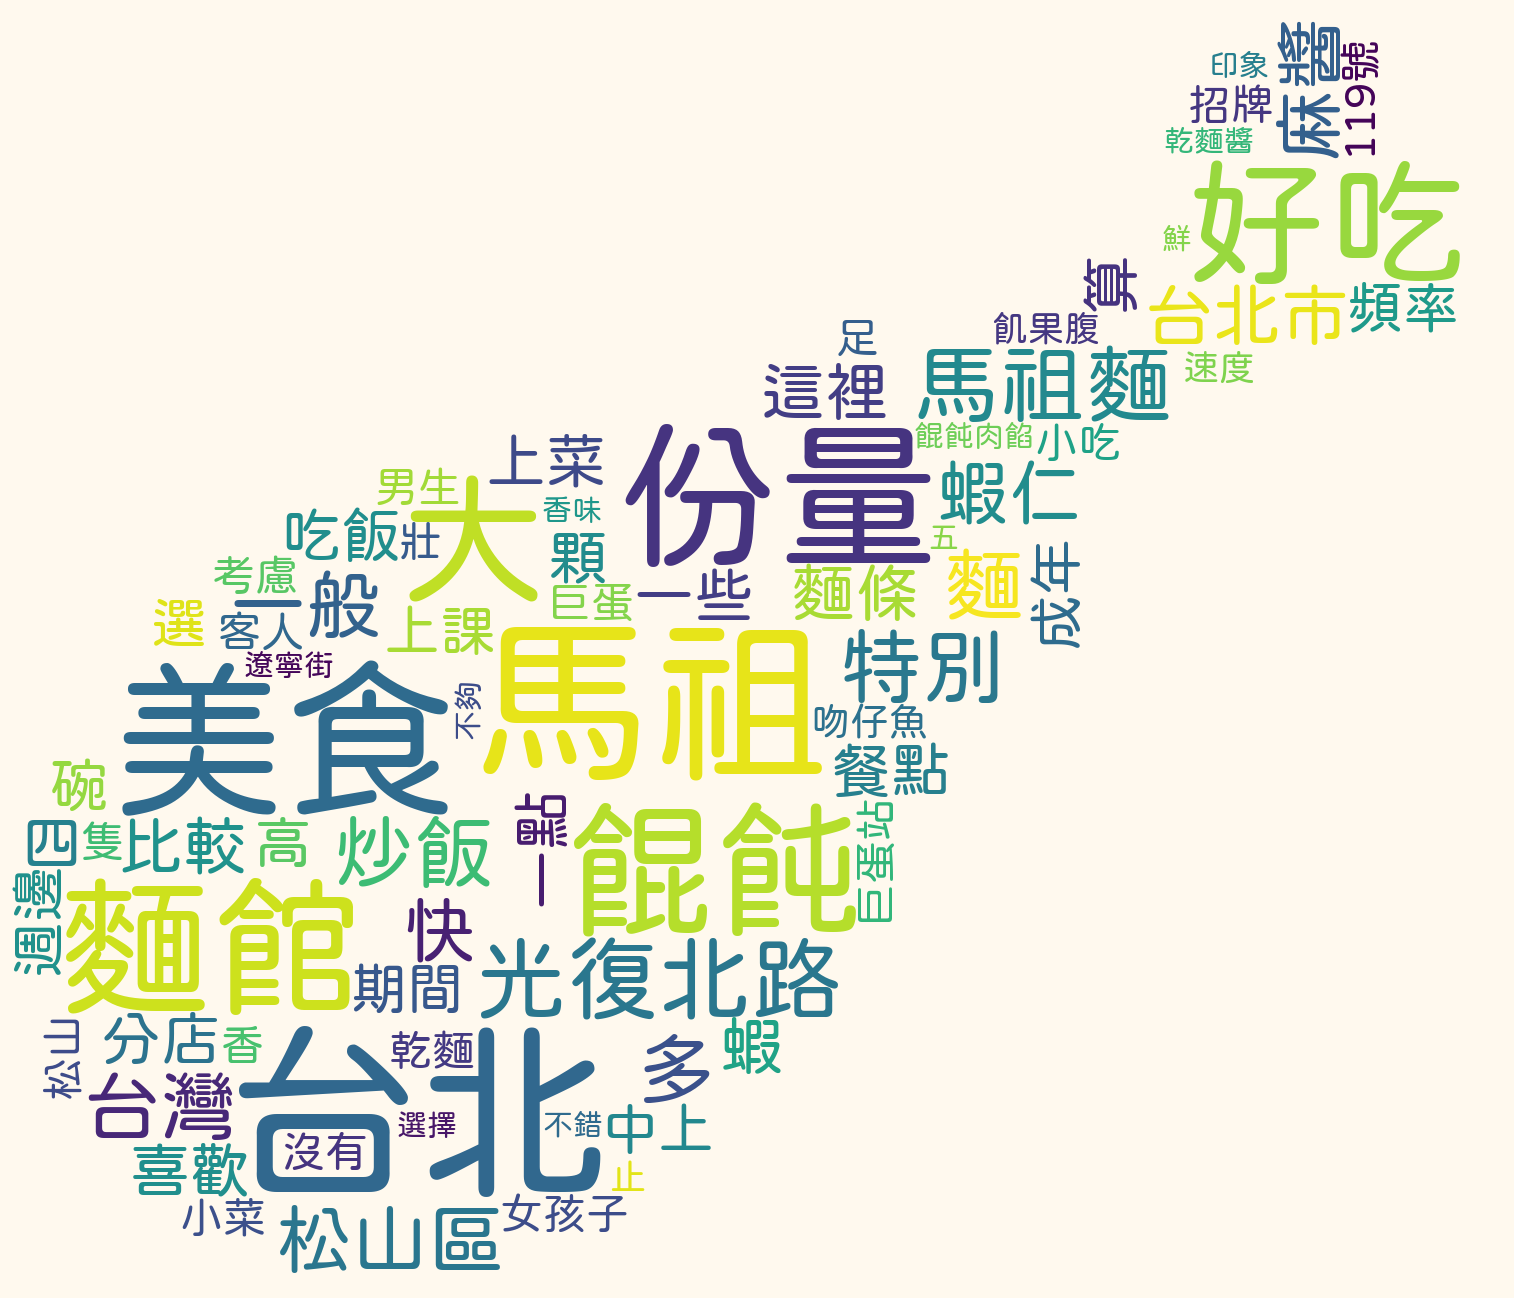 印象
麻醬
119號
招牌
乾麵醬
好吃
鮮
算
台北市
頻率
飢果腹
足
馬祖麵
速度
這裡
份量
餛飩肉餡
小吃
上菜
蝦仁
男生
大
香味
吃飯
壯
五
顆
成年
考慮
一般
巨蛋
一些
麵條
麵
選
客人
上課
馬祖
特別
遼寧街
美食
不夠
吻仔魚
餐點
碗
一點
餛飩
巨蛋站
四
隻
比較
高
炒飯
週邊
麵館
快
光復北路
期間
松山
分店
香
台北
乾麵
多
蝦
台灣
沒有
選擇
不錯
中上
喜歡
止
小菜
松山區
女孩子